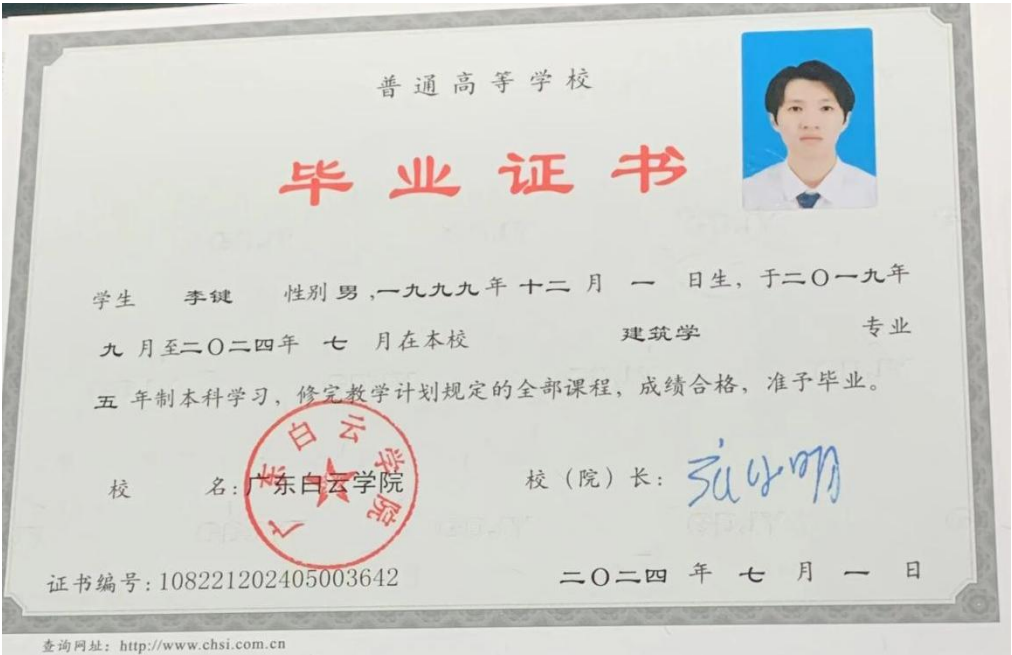 普通高等学校
毕业证书
学生 李键 性别 男 ,一九九九年 十二 月 一 日生，于二〇一九年
九 月至二〇二四年 七 月在本校 建筑学 专业
五 年制本科学习，修完教学计划规定的全部课程，成绩合格，准予毕业。
广东白云学院
校 名：广东白云学院 校（院）长：
证书编号：108221202405003642 二〇二四 年 七 月 一 日
查询网址：http://www.chsi.com.cn